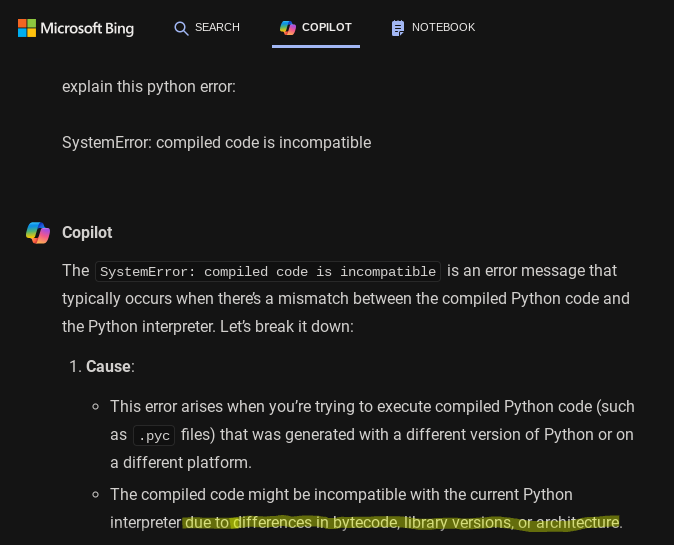 Microsoft Bing SEARCH COPILOT NOTEBOOK
explain this python error:
SystemError: compiled code is incompatible
Copilot
The SystemError: compiled code is incompatible is an error message that
typically occurs when there's a mismatch between the compiled Python code and
the Python interpreter. Let's break it down:
1. Cause:
◦ This error arises when you're trying to execute compiled Python code (such
as .pyc files) that was generated with a different version of Python or on
a different platform.
◦ The compiled code might be incompatible with the current Python
interpreter due to differences in bytecode, library versions, or architecture.